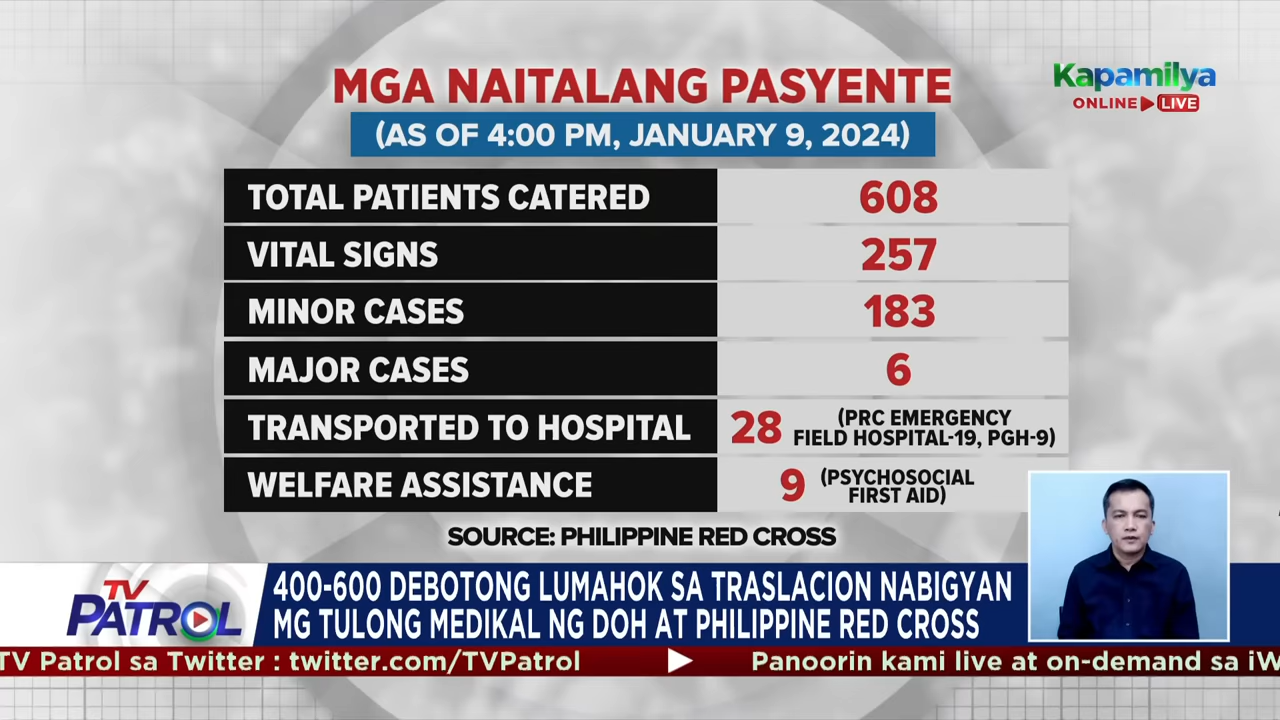 MGA NAITALANG PASYENTE
(AS OF 4:00 PM, JANUARY 9, 2024)
Kapamilya
ONLINE LIVE
TOTAL PATIENTS CATERED 608
VITAL SIGNS 257
MINOR CASES 183
MAJOR CASES 6
TRANSPORTED TO HOSPITAL 28 (PRC EMERGENCY
FIELD HOSPITAL-19, PGH-9)
WELFARE ASSISTANCE 9 (PSYCHOSOCIAL
FIRST AID)
SOURCE: PHILIPPINE RED CROSS
TV
PATROL
400-600 DEBOTONG LUMAHOK SA TRASLACION NABIGYAN
MG TULONG MEDIKAL NG DOH AT PHILIPPINE RED CROSS
TV Patrol sa Twitter : twitter.com/TVPatrol Panoorin kami live at on-demand sa iW